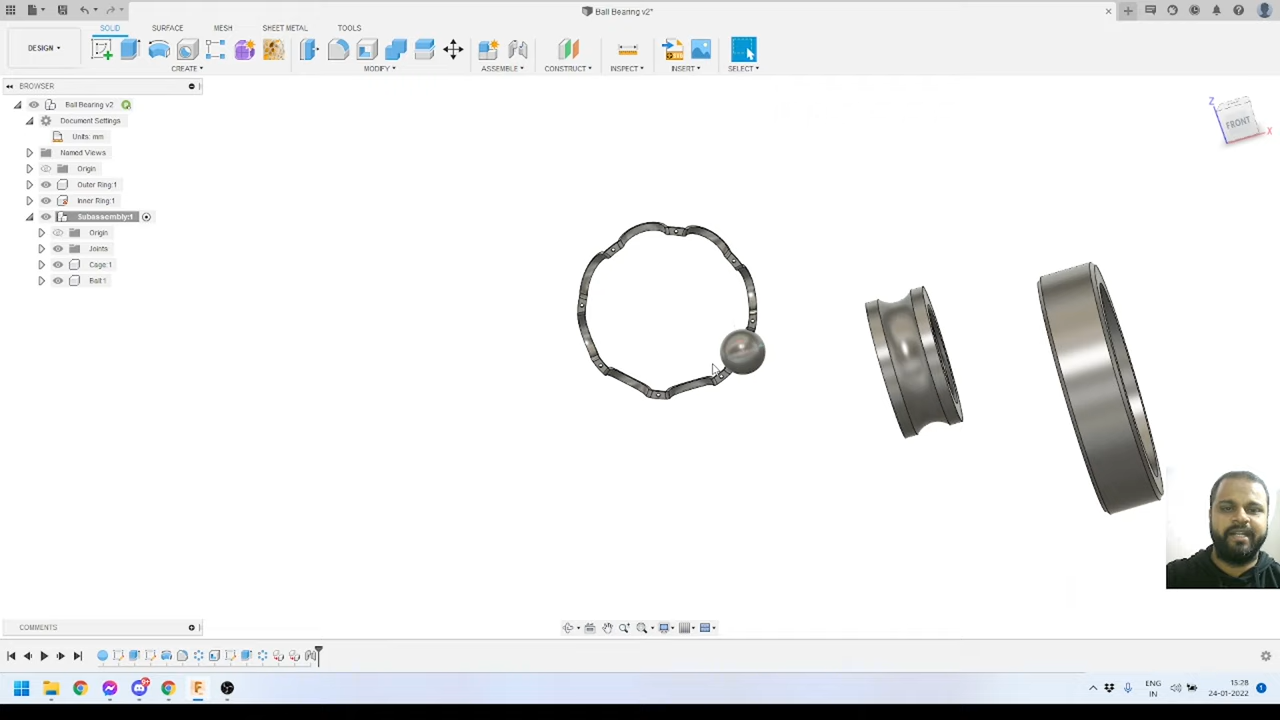 Ball Bearing v2*
SOLID SURFACE MESH SHEET METAL TOOLS
DESIGN
CREATE MODIFY ASSEMBLE CONSTRUCT INSPECT INSERT SELECT
BROWSER
Ball Bearing v2
Document Settings
Units: mm
Named Views
Origin
Outer Ring:1
Inner Ring:1
Subassembly:1
Origin
Joints
Cage:1
Ball:1
Z
FRONT
X
COMMENTS
9+
F
ENG
IN
15:28
24-01-2022
1